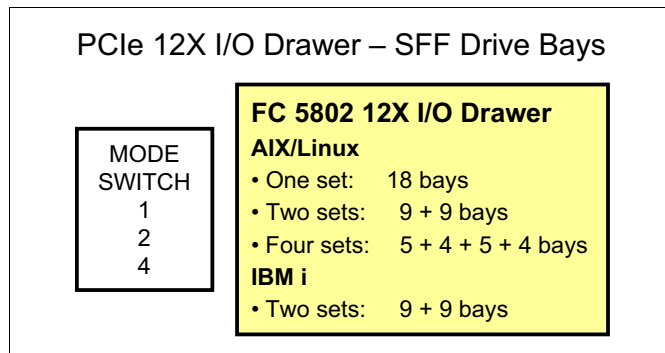 PCIe 12X I/O Drawer – SFF Drive Bays
MODE
SWITCH
1
2
4
FC 5802 12X I/O Drawer
AIX/Linux
• One set: 18 bays
• Two sets: 9 + 9 bays
• Four sets: 5 + 4 + 5 + 4 bays
IBM i
• Two sets: 9 + 9 bays